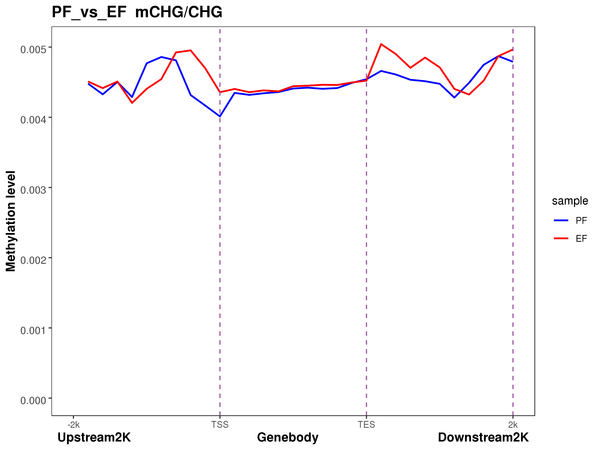 PF_vs_EF mCHG/CHG
Methylation level
0.005
0.004
0.003
0.002
0.001
0.000
-2k
TSS
TES
2k
Upstream2K
Genebody
Downstream2K
sample
PF
EF